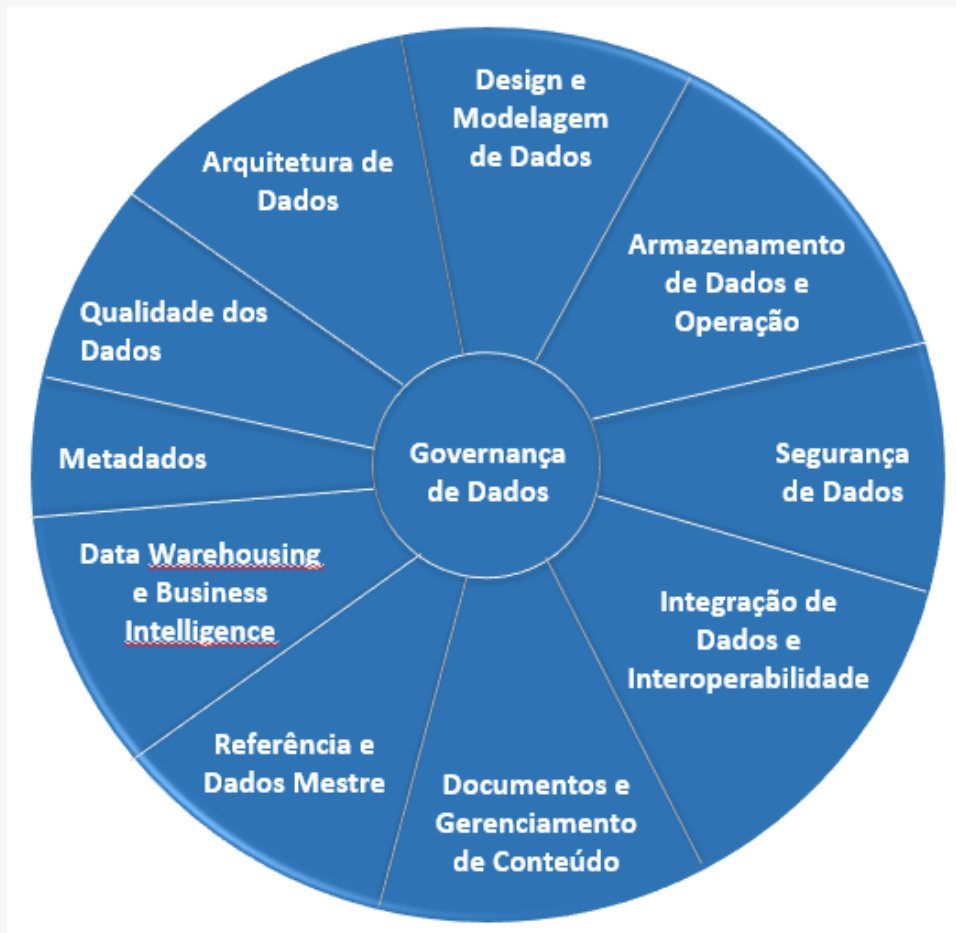 Design e
Modelagem
de Dados
Arquitetura de
Dados
Armazenamento
de Dados e
Operação
Qualidade dos
Dados
Governança
de Dados
Segurança
de Dados
Metadados
Data Warehousing
e Business
Intelligence
Integração de
Dados e
Interoperabilidade
Referência e
Dados Mestre
Documentos e
Gerenciamento
de Conteúdo